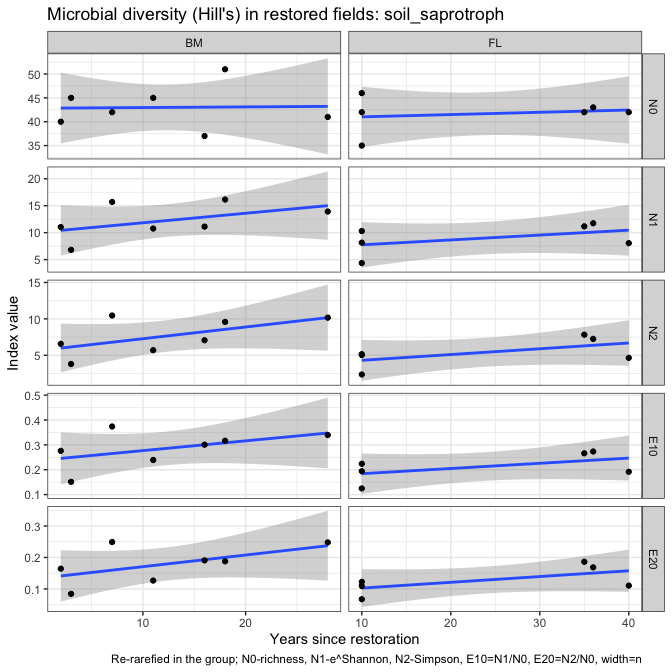 Microbial diversity (Hill's) in restored fields: soil_saprotroph
BM FL
50
45
40
35
N0
20
15
10
5
N1
15
10
5
N2
0.5
0.4
0.3
0.2
0.1
E10
0.3
0.2
0.1
E20
Index value
10 20 10 20 30 40
Years since restoration
Re-rarefied in the group; N0-richness, N1-e^Shannon, N2-Simpson, E10=N1/N0, E20=N2/N0, width=n